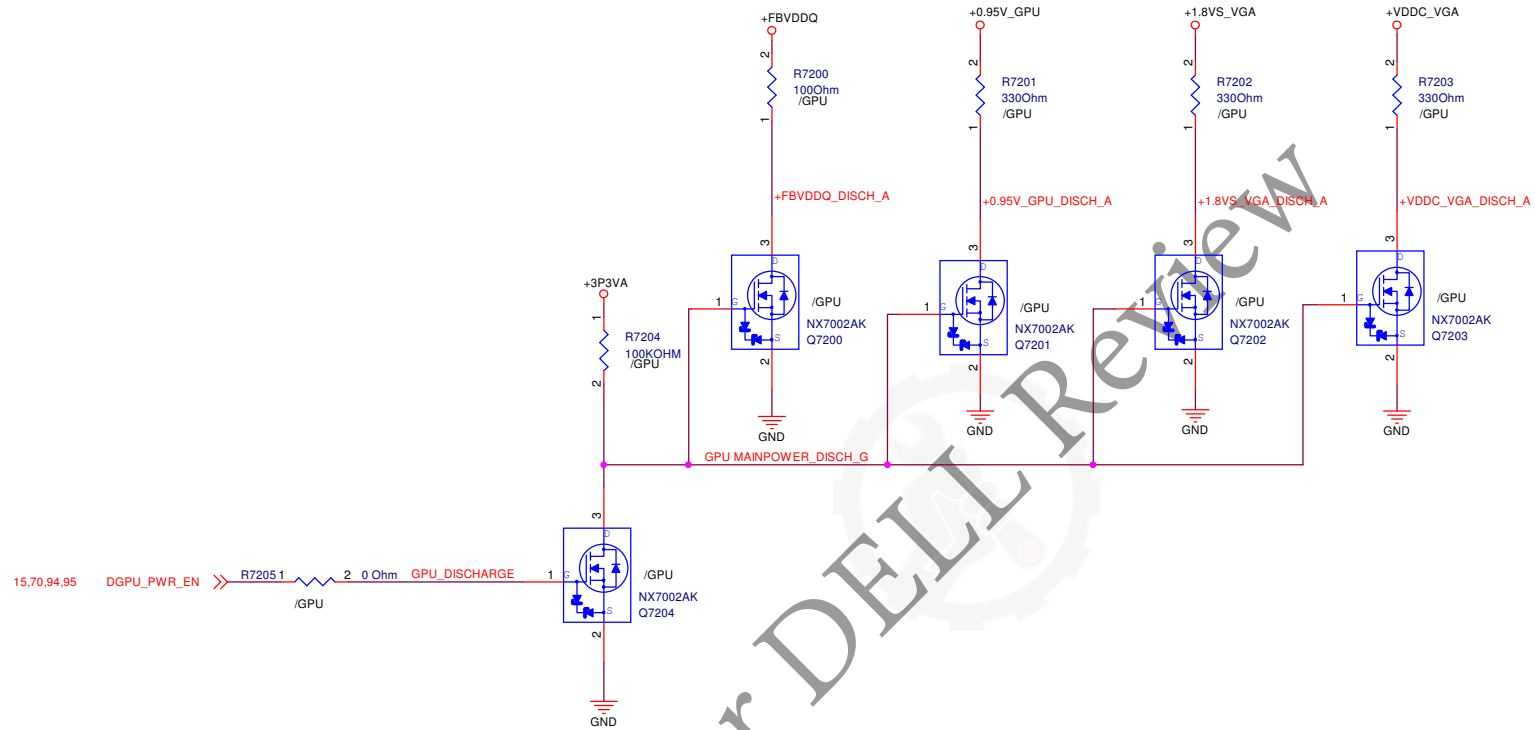 +FBVDDQ
+0.95V_GPU
+1.8VS_VGA
+VDDC_VGA
2
R7200
100Ohm
/GPU
1
2
R7201
330Ohm
/GPU
1
2
R7202
330Ohm
/GPU
1
2
R7203
330Ohm
/GPU
1
+FBVDDQ_DISCH_A
+0.95V_GPU_DISCH_A
+1.8VS_VGA_DISCH_A
+VDDC_VGA_DISCH_A
3
D
1
G
/GPU
NX7002AK
Q7200
S
2
GND
3
D
1
G
/GPU
NX7002AK
Q7201
S
2
GND
3
D
1
G
/GPU
NX7002AK
Q7202
S
2
GND
3
D
1
G
/GPU
NX7002AK
Q7203
S
2
GND
+3P3VA
1
R7204
100KOHM
/GPU
2
GPU MAINPOWER_DISCH_G
3
D
15,70,94,95 DGPU_PWR_EN
R7205 1
2 0 Ohm
/GPU
GPU_DISCHARGE
1
G
/GPU
NX7002AK
Q7204
S
2
GND
r DELL Review